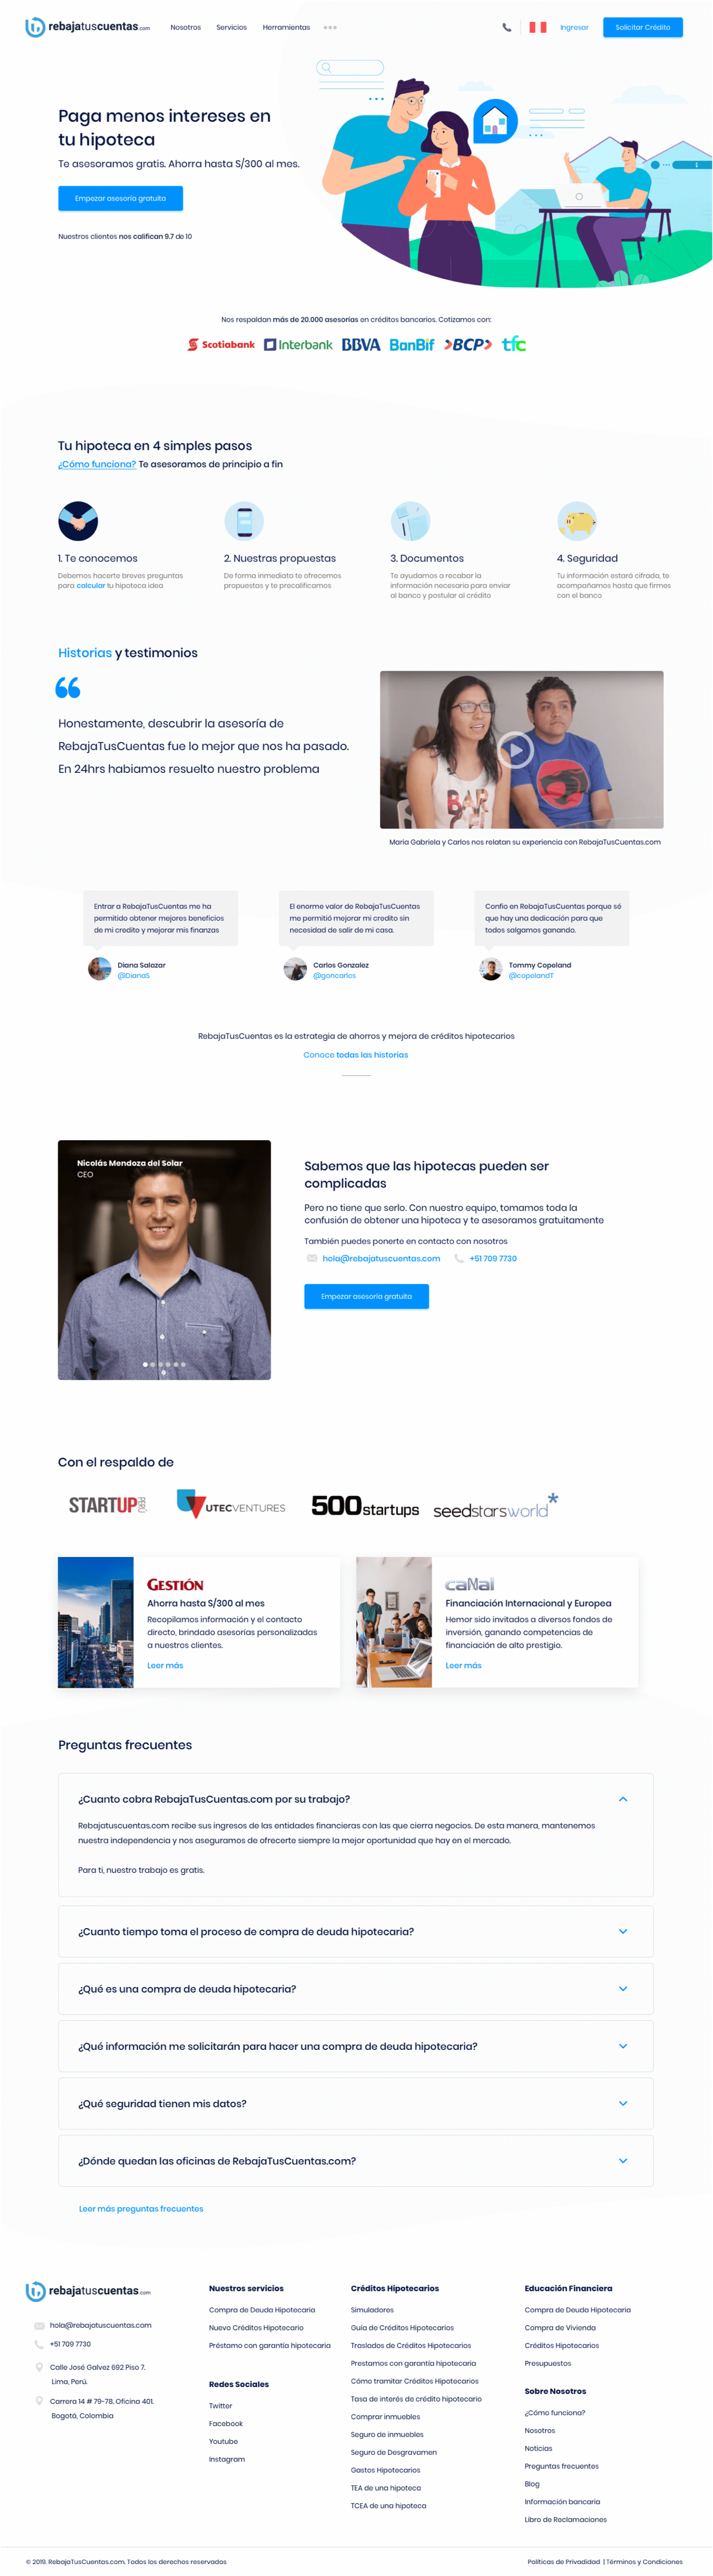 rebajatuscuentas.com
Nosotros
Servicios
Herramientas
Ingresar
Solicitar Crédito
Paga menos intereses en
tu hipoteca
Te asesoramos gratis. Ahorra hasta S/300 al mes.
Empezar asesoría gratuita
Nuestros clientes nos califican 9.7 de 10
Nos respaldan más de 20.000 asesorías en créditos bancarios. Cotizamos con:
Scotiabank
Interbank
BBVA
BanBif
>BCP>
tfc
Tu hipoteca en 4 simples pasos
¿Cómo funciona? Te asesoramos de principio a fin
1. Te conocemos
Debemos hacerte breves preguntas
para calcular tu hipoteca idea
2. Nuestras propuestas
De forma inmediata te ofrecemos
propuestas y te precalificamos
3. Documentos
Te ayudamos a recabar la
información necesaria para enviar
al banco y postular al crédito
4. Seguridad
Tu información estará cifrada, te
acompañamos hasta que firmes
con el banco
Historias y testimonios
Honestamente, descubrir la asesoría de
RebajaTusCuentas fue lo mejor que nos ha pasado.
En 24hrs habiamos resuelto nuestro problema
Maria Gabriela y Carlos nos relatan su experiencia con RebajaTusCuentas.com
Entrar a RebajaTusCuentas me ha
permitido obtener mejores beneficios
de mi credito y mejorar mis finanzas
Diana Salazar
@DianaS
El enorme valor de RebajaTusCuentas
me permitió mejorar mi credito sin
necesidad de salir de mi casa.
Carlos Gonzalez
@goncarlos
Confio en RebajaTusCuentas porque sé
que hay una dedicación para que
todos salgamos ganando.
Tommy Copeland
@copelandT
RebajaTusCuentas es la estrategia de ahorros y mejora de créditos hipotecarios
Conoce todas las historias
Nicolás Mendoza del Solar
CEO
Sabemos que las hipotecas pueden ser
complicadas
Pero no tiene que serlo. Con nuestro equipo, tomamos toda la
confusión de obtener una hipoteca y te asesoramos gratuitamente
También puedes ponerte en contacto con nosotros
hola@rebajatuscuentas.com
+51 709 7730
Empezar asesoría gratuita
Con el respaldo de
STARTUP
UTECVENTURES
500startups
seedstarsworld*
GESTIÓN
Ahorra hasta S/300 al mes
Recopilamos información y el contacto
directo, brindado asesorías personalizadas
a nuestros clientes.
Leer más
caNal
Financiación Internacional y Europea
Hemor sido invitados a diversos fondos de
inversión, ganando competencias de
financiación de alto prestigio.
Leer más
Preguntas frecuentes
¿Cuanto cobra RebajaTusCuentas.com por su trabajo?
Rebajatuscuentas.com recibe sus ingresos de las entidades financieras con las que cierra negocios. De esta manera, mantenemos
nuestra independencia y nos aseguramos de ofrecerte siempre la mejor oportunidad que hay en el mercado.
Para ti, nuestro trabajo es gratis.
¿Cuanto tiempo toma el proceso de compra de deuda hipotecaria?
¿Qué es una compra de deuda hipotecaria?
¿Qué información me solicitarán para hacer una compra de deuda hipotecaria?
¿Qué seguridad tienen mis datos?
¿Dónde quedan las oficinas de RebajaTusCuentas.com?
Leer más preguntas frecuentes
rebajatuscuentas.com
hola@rebajatuscuentas.com
+51 709 7730
Calle José Galvez 692 Piso 7.
Lima, Perú.
Carrera 14 # 79-78. Oficina 401.
Bogotá, Colombia
Nuestros servicios
Compra de Deuda Hipotecaria
Nuevo Créditos Hipotecario
Préstamo con garantía hipotecaria
Redes Sociales
Twitter
Facebook
Youtube
Instagram
Créditos Hipotecarios
Simuladores
Guía de Créditos Hipotecarios
Traslados de Créditos Hipotecarios
Prestamos con garantía hipotecaria
Cómo tramitar Créditos Hipotecarios
Tasa de interés de crédito hipotecario
Comprar inmuebles
Seguro de inmuebles
Seguro de Desgravamen
Gastos Hipotecarios
TEA de una hipoteca
TCEA de una hipoteca
Educación Financiera
Compra de Deuda Hipotecaria
Compra de Vivienda
Créditos Hipotecarios
Presupuestos
Sobre Nosotros
¿Cómo funciona?
Nosotros
Noticias
Preguntas frecuentes
Blog
Información bancaria
Libro de Reclamaciones
© 2019. RebajaTusCuentas.com. Todos los derechos reservados
Políticas de Privadidad | Términos y Condiciones